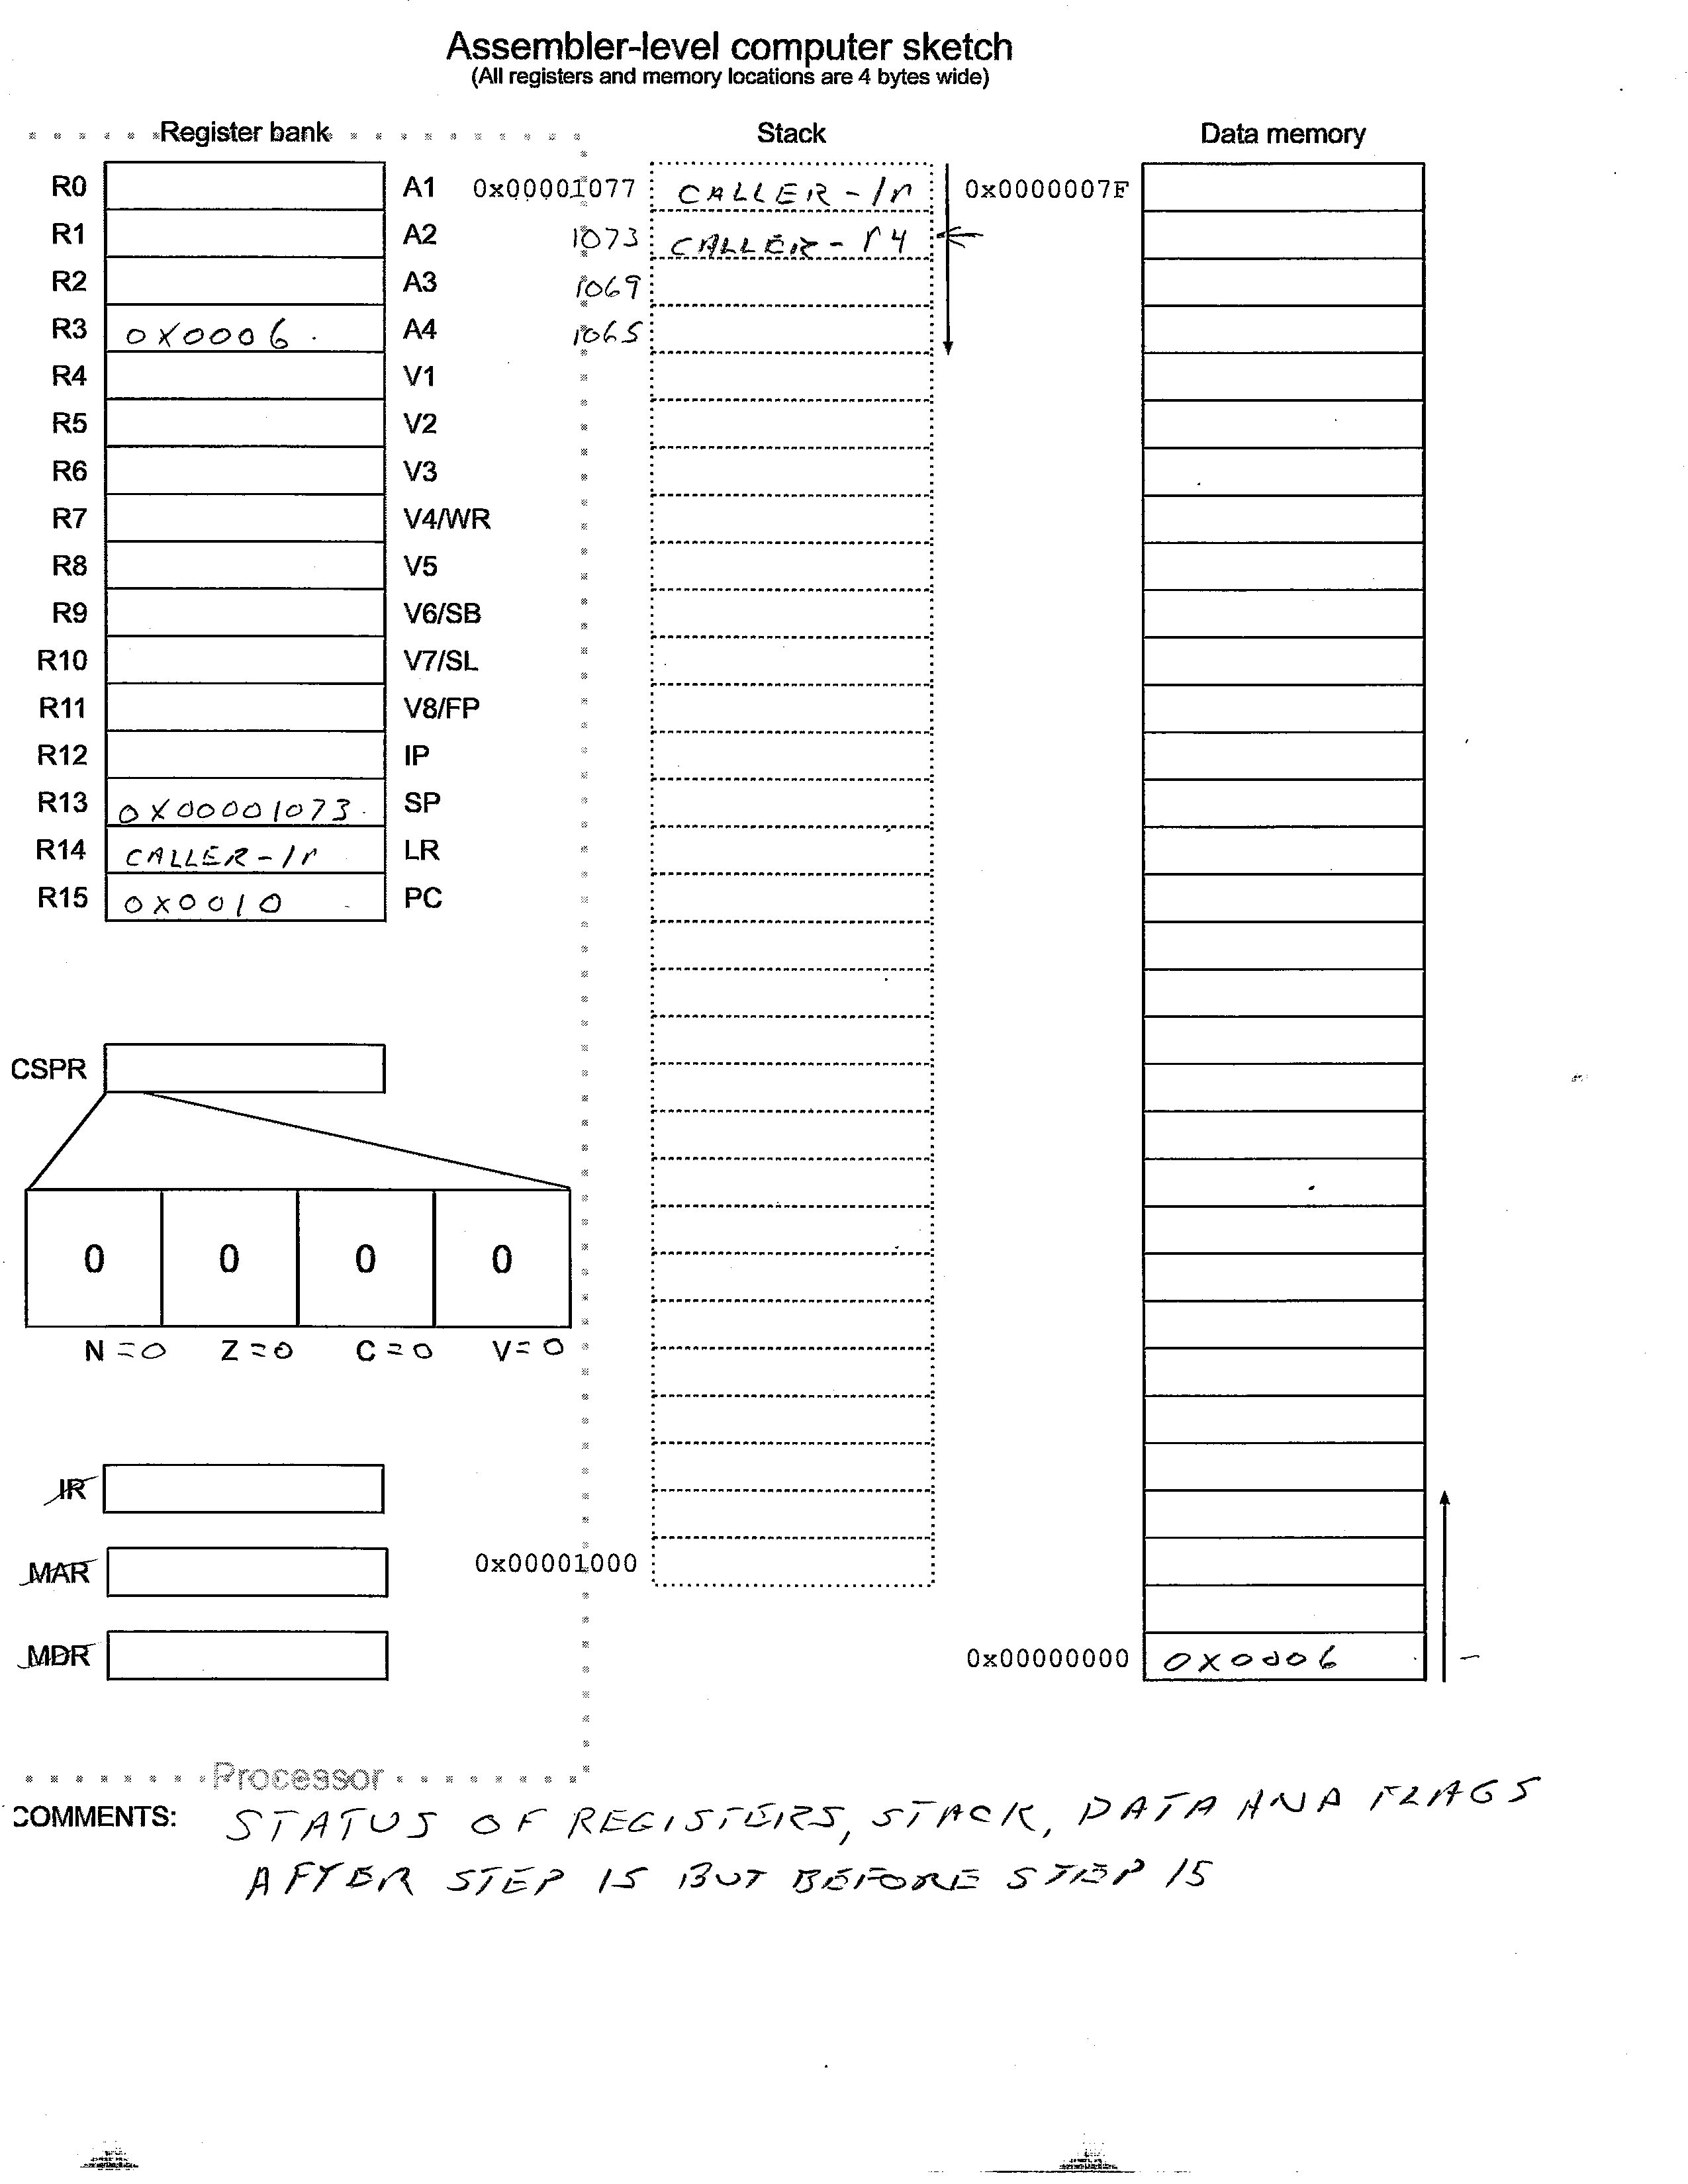 Assembler-level computer sketch
(All registers and memory locations are 4 bytes wide)
Register bank Stack Data memory
R0 A1 0x00001077 CALLER-lr 0x0000007F
R1 A2 1073 CALLER-r4
R2 A3 1069
R3 0X0006 A4 1065
R4 V1
R5 V2
R6 V3
R7 V4/WR
R8 V5
R9 V6/SB
R10 V7/SL
R11 V8/FP
R12 IP
R13 0X00001073 SP
R14 CALLER-lr LR
R15 0X0010 PC
CSPR
0 0 0 0
N=0 Z=0 C=0 V=0
IR
MAR 0x00001000
MDR 0x00000000 0X0006
Processor
COMMENTS: STATUS OF REGISTERS, STACK, DATA AND FLAGS
AFTER STEP 15 BUT BEFORE STEP 15